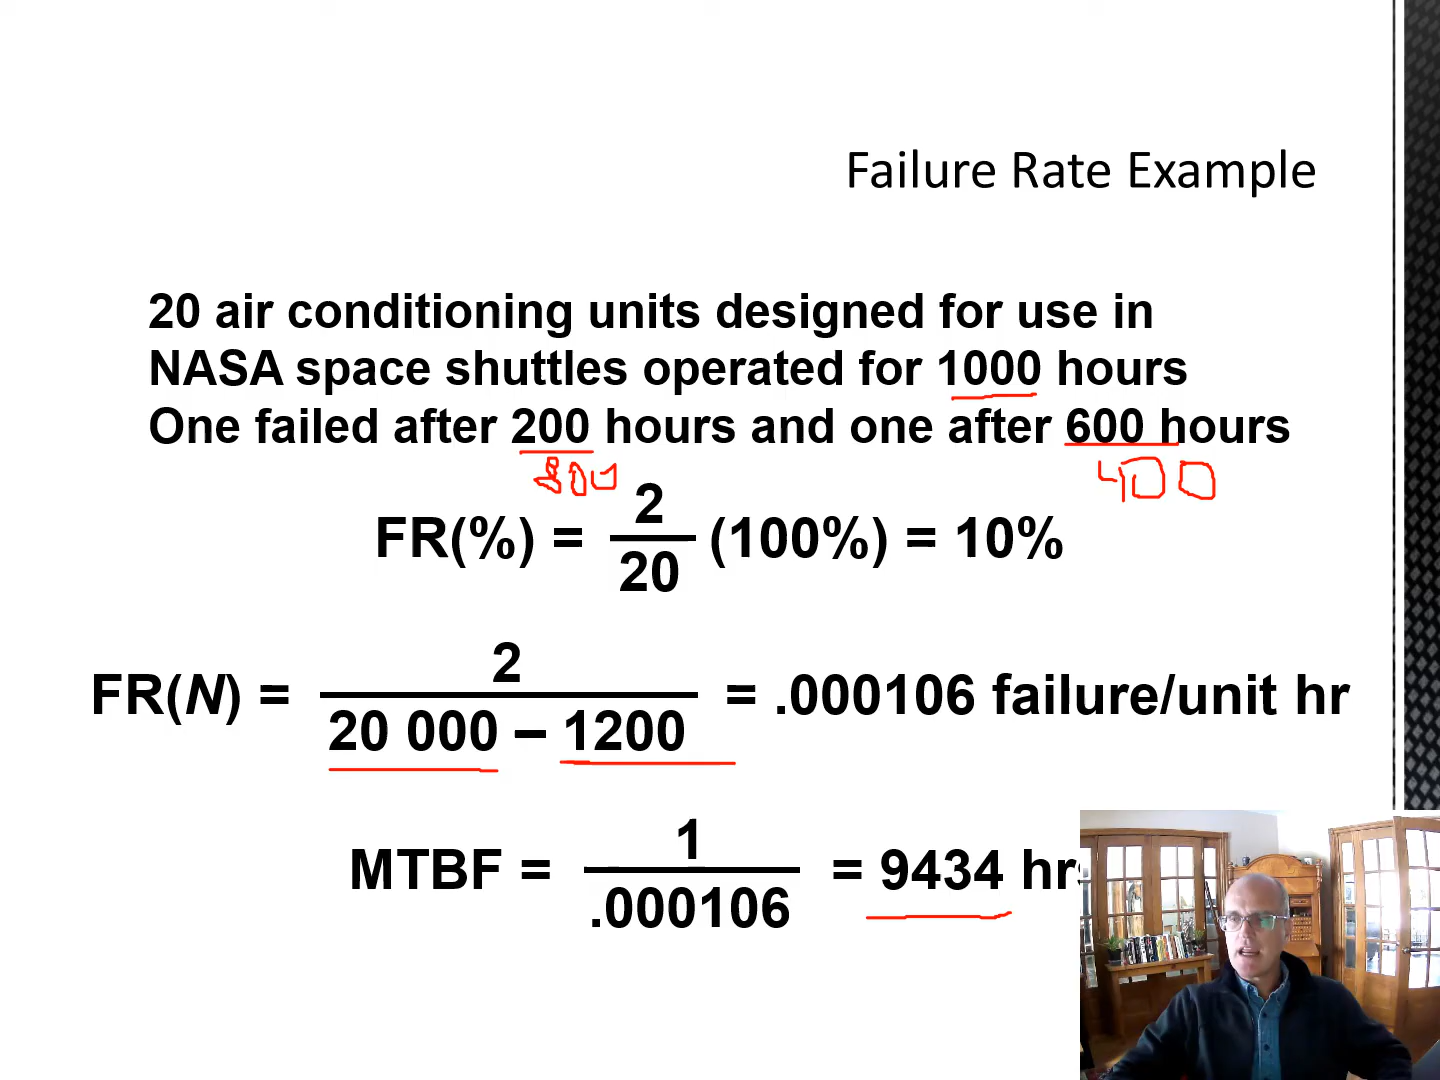 Failure Rate Example
20 air conditioning units designed for use in
NASA space shuttles operated for 1000 hours
One failed after 200 hours and one after 600 hours
800 400
FR(%) = 2/20 (100%) = 10%
FR(N) = 2/(20 000 – 1200) = .000106 failure/unit hr
MTBF = 1/.000106 = 9434 hrs